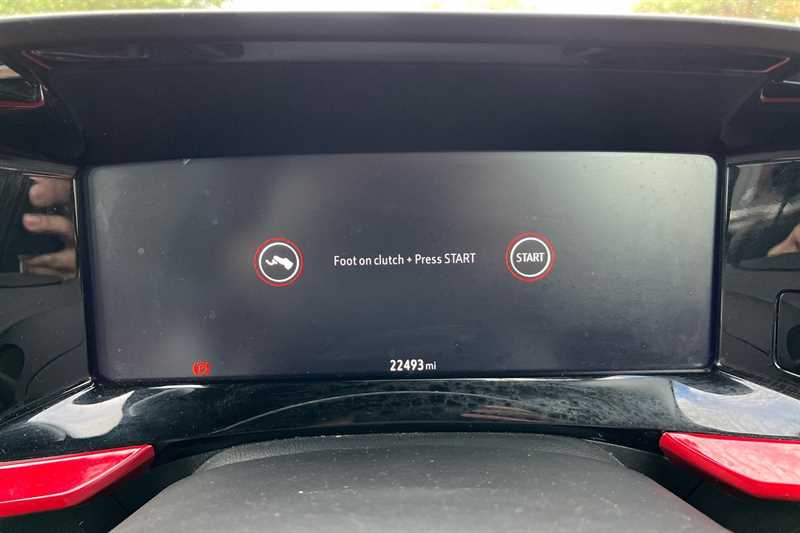 Foot on clutch + Press START
START
P
22493 mi